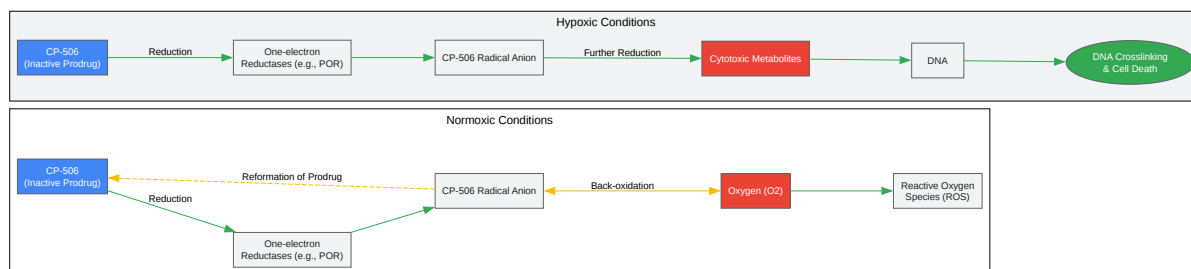 Hypoxic Conditions
CP-506
(Inactive Prodrug)
Reduction
One-electron
Reductases (e.g., POR)
CP-506 Radical Anion
Further Reduction
Cytotoxic Metabolites
DNA
DNA Crosslinking
& Cell Death
Normoxic Conditions
CP-506
(Inactive Prodrug)
Reformation of Prodrug
Reduction
One-electron
Reductases (e.g., POR)
CP-506 Radical Anion
Back-oxidation
Oxygen (O2)
Reactive Oxygen
Species (ROS)